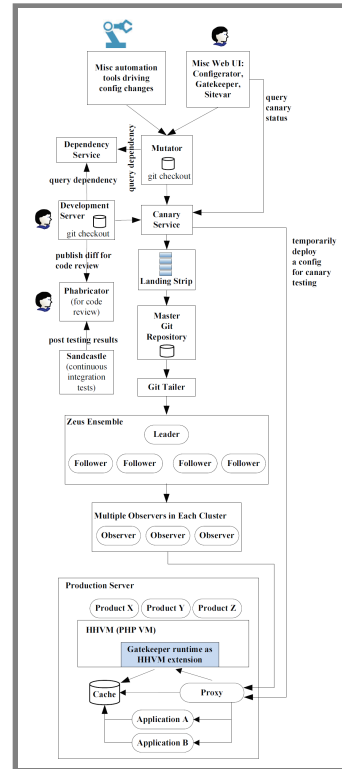 Misc automation
tools driving
config changes
Misc Web UI:
Configerator,
Gatekeeper,
Sitevar
query
canary
status
Dependency
Service
query dependency
Mutator
git checkout
query dependency
Development
Server
git checkout
Canary
Service
publish diff for
code review
temporarily
deploy
a config
for canary
testing
Landing Strip
Phabricator
(for code
review)
Master
Git
Repository
post testing results
Sandcastle
(continuous
integration
tests)
Git Tailer
Zeus Ensemble
Leader
Follower
Follower
Follower
Follower
Multiple Observers in Each Cluster
Observer
Observer
Observer
Production Server
Product X
Product Y
Product Z
HHVM (PHP VM)
Gatekeeper runtime as
HHVM extension
Cache
Proxy
Application A
Application B